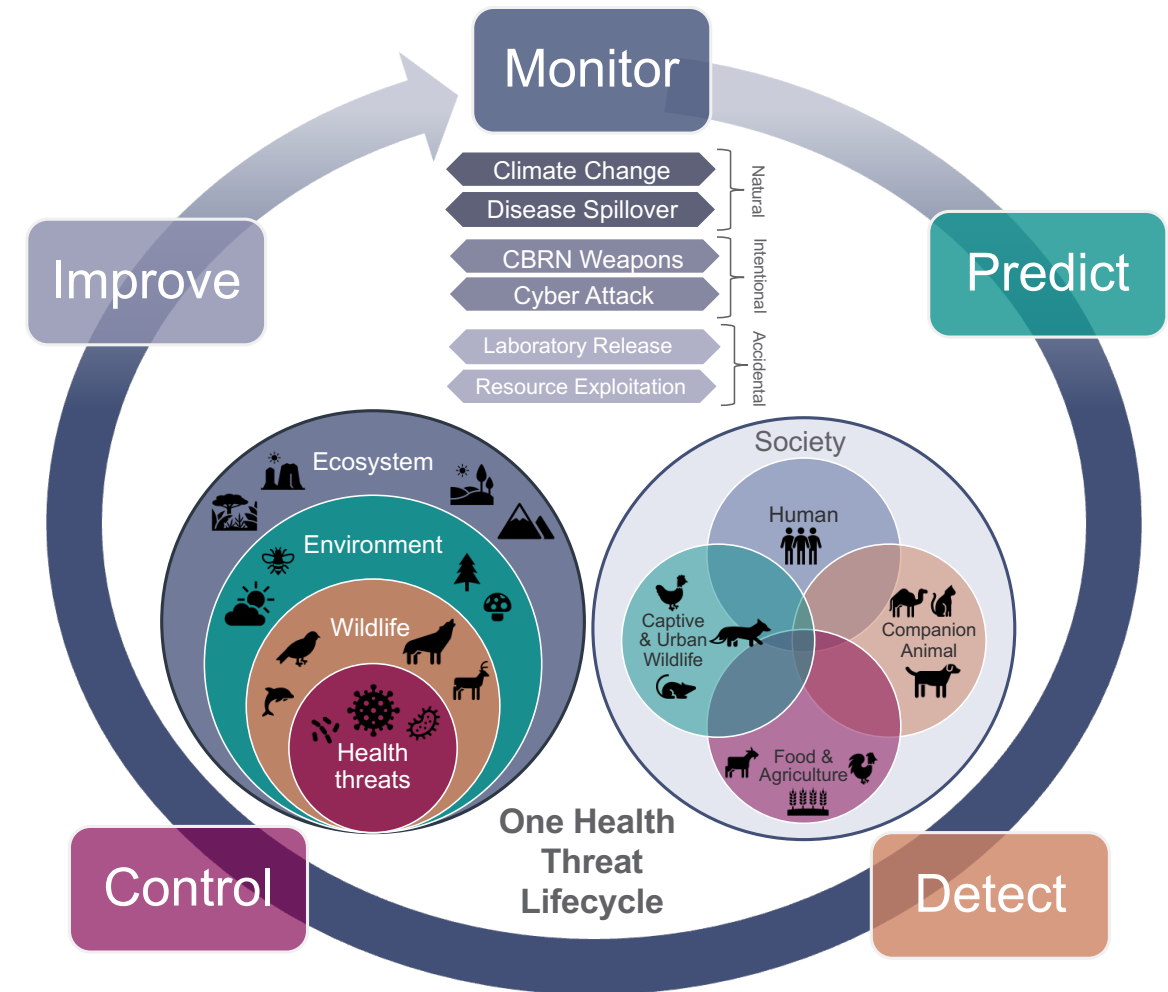 Monitor
Climate Change
Disease Spillover
Natural
CBRN Weapons
Cyber Attack
Intentional
Laboratory Release
Resource Exploitation
Accidental
Improve
Predict
Ecosystem
Environment
Wildlife
Health
threats
Society
Human
Captive
& Urban
Wildlife
Companion
Animal
Food &
Agriculture
One Health
Threat
Lifecycle
Control
Detect